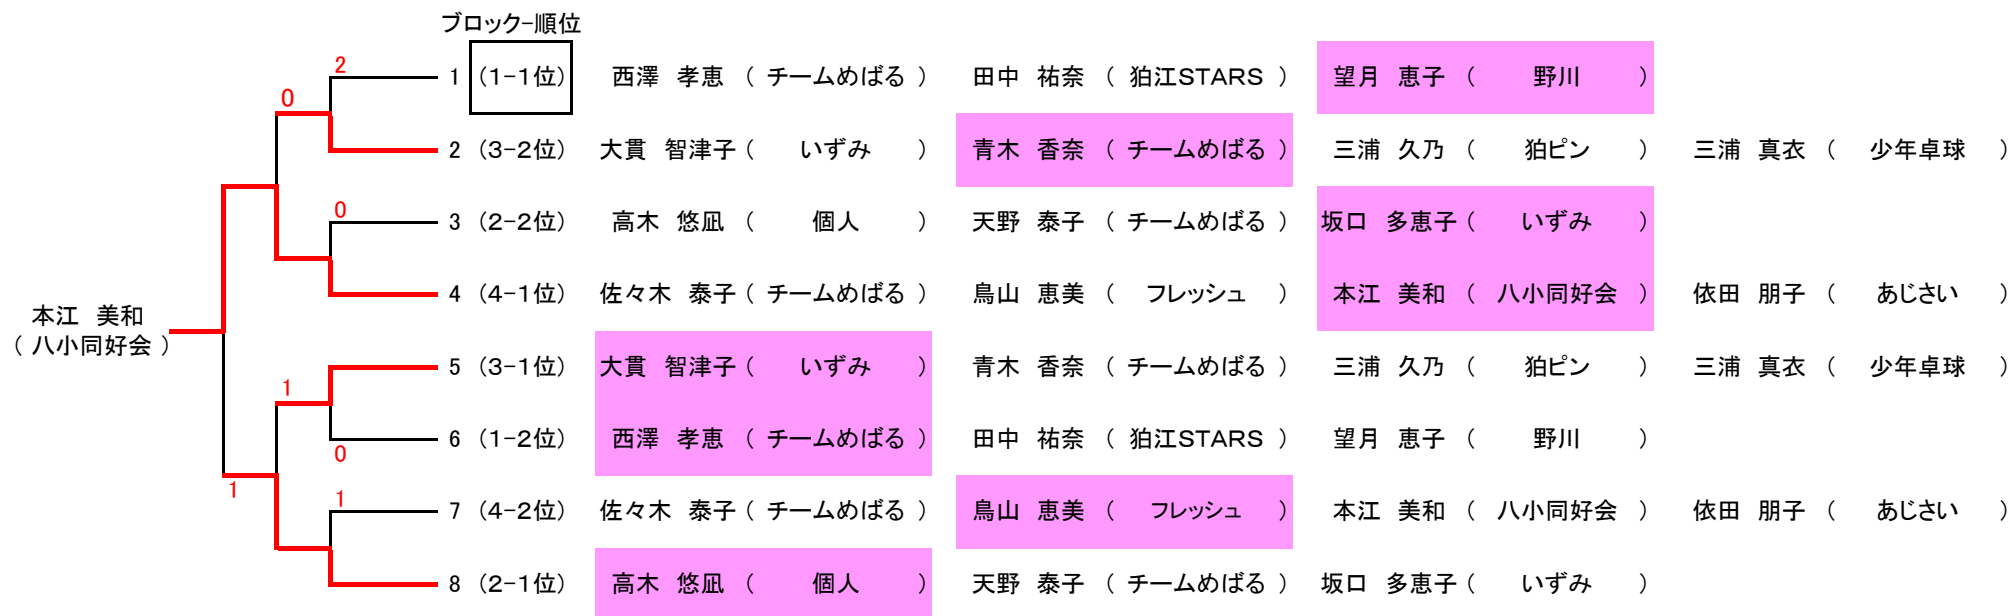 ブロック-順位
2
1 (1-1位) 西澤 孝恵 ( チームめばる ) 田中 祐奈 ( 狛江STARS ) 望月 恵子 ( 野川 )
0
2 (3-2位) 大貫 智津子 ( いずみ ) 青木 香奈 ( チームめばる ) 三浦 久乃 ( 狛ピン ) 三浦 真衣 ( 少年卓球 )
0
3 (2-2位) 高木 悠凪 ( 個人 ) 天野 泰子 ( チームめばる ) 坂口 多恵子 ( いずみ )
4 (4-1位) 佐々木 泰子 ( チームめばる ) 鳥山 恵美 ( フレッシュ ) 本江 美和 ( 八小同好会 ) 依田 朋子 ( あじさい )
本江 美和
( 八小同好会 )
5 (3-1位) 大貫 智津子 ( いずみ ) 青木 香奈 ( チームめばる ) 三浦 久乃 ( 狛ピン ) 三浦 真衣 ( 少年卓球 )
1
6 (1-2位) 西澤 孝恵 ( チームめばる ) 田中 祐奈 ( 狛江STARS ) 望月 恵子 ( 野川 )
0
1
1
7 (4-2位) 佐々木 泰子 ( チームめばる ) 鳥山 恵美 ( フレッシュ ) 本江 美和 ( 八小同好会 ) 依田 朋子 ( あじさい )
8 (2-1位) 高木 悠凪 ( 個人 ) 天野 泰子 ( チームめばる ) 坂口 多恵子 ( いずみ )